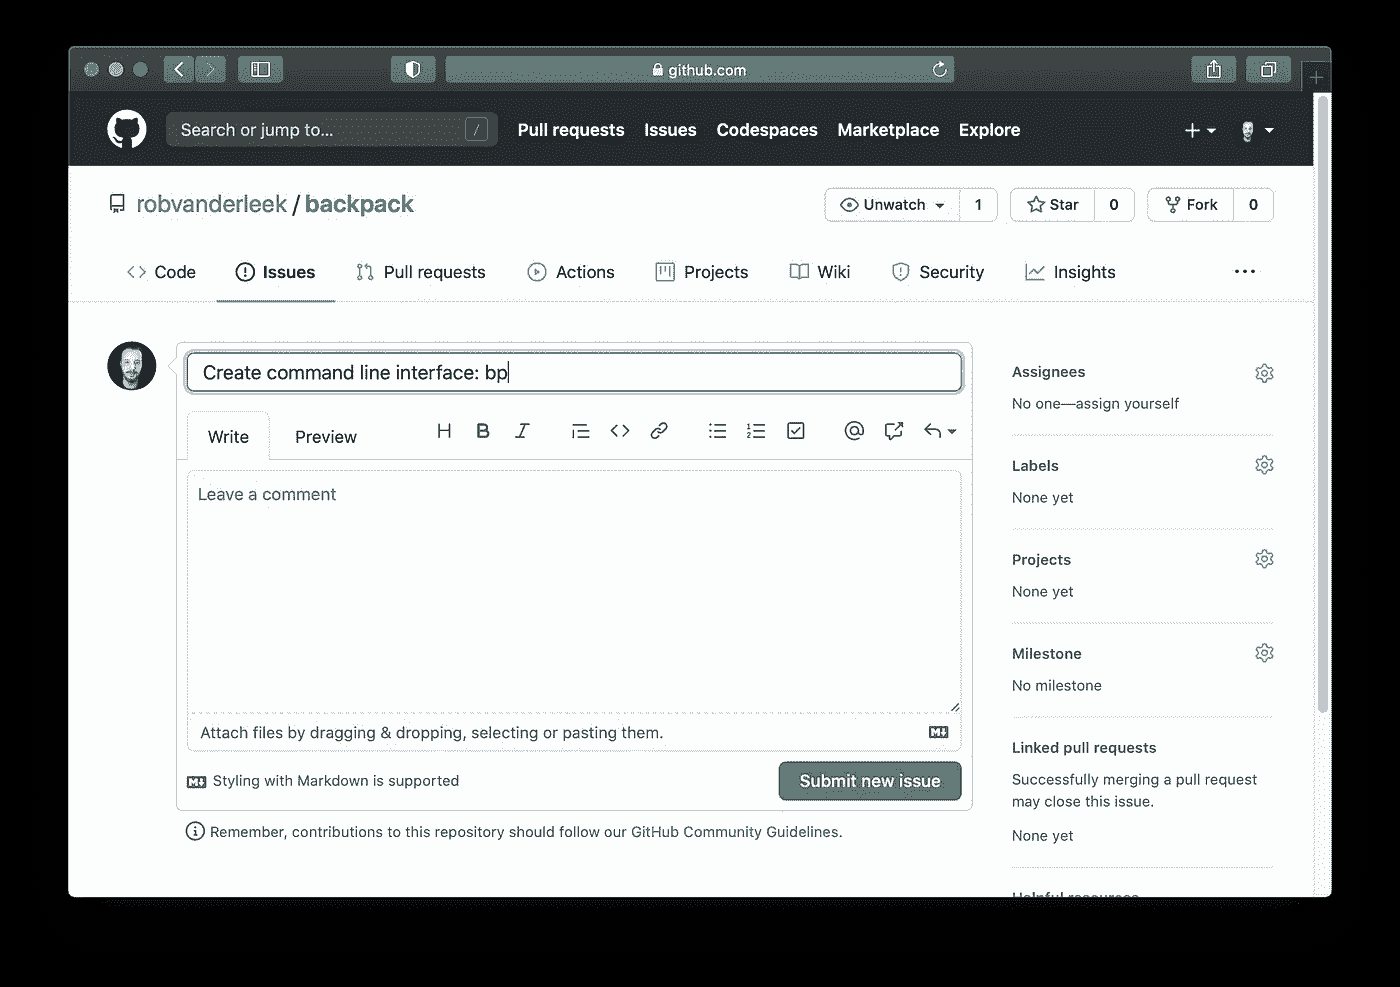 github.com
Search or jump to... /
Pull requests Issues Codespaces Marketplace Explore
robvanderleek / backpack
Unwatch 1 Star 0 Fork 0
Code Issues Pull requests Actions Projects Wiki Security Insights ...
Create command line interface: bp
Write Preview H B I @
Leave a comment
Attach files by dragging & dropping, selecting or pasting them.
Styling with Markdown is supported
Submit new issue
Remember, contributions to this repository should follow our GitHub Community Guidelines.
Assignees
No one—assign yourself
Labels
None yet
Projects
None yet
Milestone
No milestone
Linked pull requests
Successfully merging a pull request
may close this issue.
None yet
Helpful resources